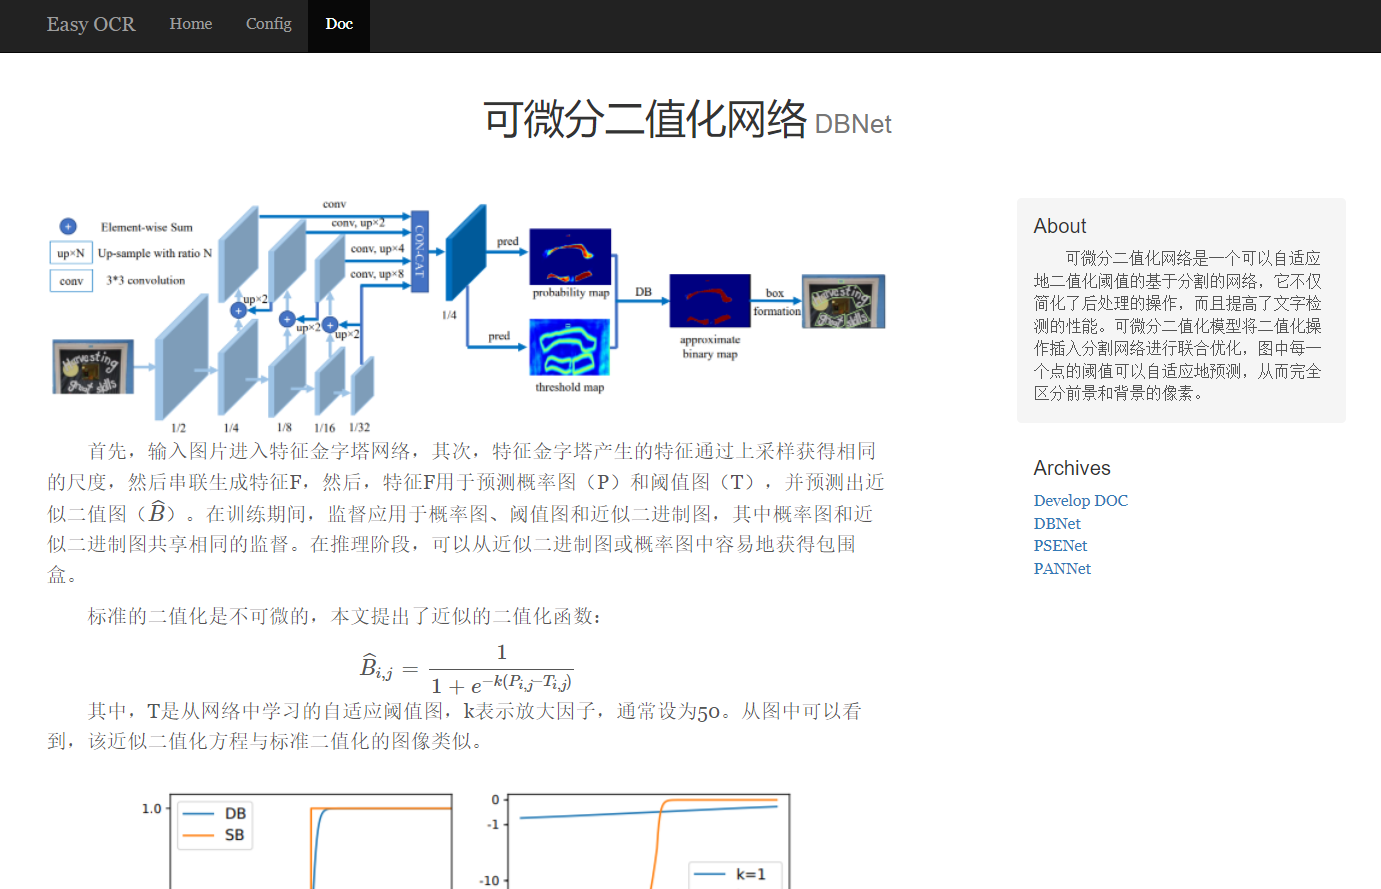 Easy OCR Home Config Doc
可微分二值化网络 DBNet
Element-wise Sum
up×N Up-sample with ratio N
conv 3*3 convolution
conv
conv, up×2
conv, up×4
conv, up×8
CON-CAT
up×2
up×2
up×2
1/2
1/4
1/8
1/16
1/32
1/4
pred
pred
probability map
threshold map
DB
approximate
binary map
box
formation
Harvesting
great skills
Harvesting
great skills
首先，输入图片进入特征金字塔网络，其次，特征金字塔产生的特征通过上采样获得相同
的尺度，然后串联生成特征F，然后，特征F用于预测概率图（P）和阈值图（T），并预测出近
似二值图（B̂）。在训练期间，监督应用于概率图、阈值图和近似二进制图，其中概率图和近
似二进制图共享相同的监督。在推理阶段，可以从近似二进制图或概率图中容易地获得包围
盒。
标准的二值化是不可微的，本文提出了近似的二值化函数：
B̂i,j = 1 / (1 + e^−k(Pi,j−Ti,j))
其中，T是从网络中学习的自适应阈值图，k表示放大因子，通常设为50。从图中可以看
到，该近似二值化方程与标准二值化的图像类似。
1.0
DB
SB
0
-1
-10
k=1
About
可微分二值化网络是一个可以自适应
地二值化阈值的基于分割的网络，它不仅
简化了后处理的操作，而且提高了文字检
测的性能。可微分二值化模型将二值化操
作插入分割网络进行联合优化，图中每一
个点的阈值可以自适应地预测，从而完全
区分前景和背景的像素。
Archives
Develop DOC
DBNet
PSENet
PANNet